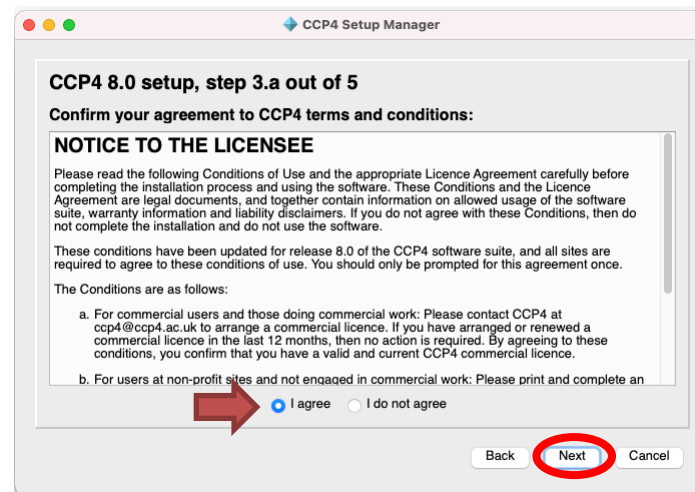 CCP4 Setup Manager
CCP4 8.0 setup, step 3.a out of 5
Confirm your agreement to CCP4 terms and conditions:
NOTICE TO THE LICENSEE
Please read the following Conditions of Use and the appropriate Licence Agreement carefully before
completing the installation process and using the software. These Conditions and the Licence
Agreement are legal documents, and together contain information on allowed usage of the software
suite, warranty information and liability disclaimers. If you do not agree with these Conditions, then do
not complete the installation and do not use the software.
These conditions have been updated for release 8.0 of the CCP4 software suite, and all sites are
required to agree to these conditions of use. You should only be prompted for this agreement once.
The Conditions are as follows:
a. For commercial users and those doing commercial work: Please contact CCP4 at
ccp4@ccp4.ac.uk to arrange a commercial licence. If you have arranged or renewed a
commercial licence in the last 12 months, then no action is required. By agreeing to these
conditions, you confirm that you have a valid and current CCP4 commercial licence.
b. For users at non-profit sites and not engaged in commercial work: Please print and complete an
I agree I do not agree
Back Next Cancel